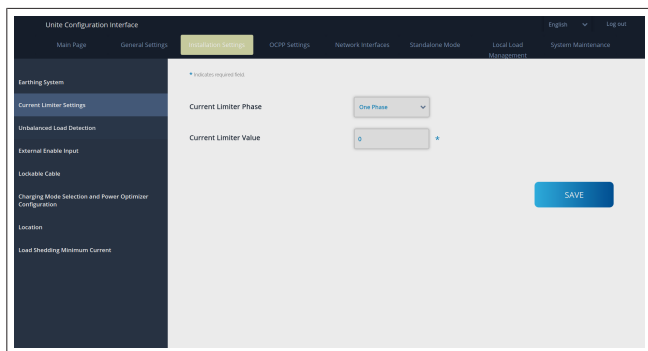 Unite Configuration Interface
English
Log out
Main Page
General Settings
Installation Settings
OCPP Settings
Network Interfaces
Standalone Mode
Local Load
Management
System Maintenance
Earthing System
Current Limiter Settings
Unbalanced Load Detection
External Enable Input
Lockable Cable
Charging Mode Selection and Power Optimizer
Configuration
Location
Load Shedding Minimum Current
* Indicates required field.
Current Limiter Phase
One Phase
Current Limiter Value
0
*
SAVE